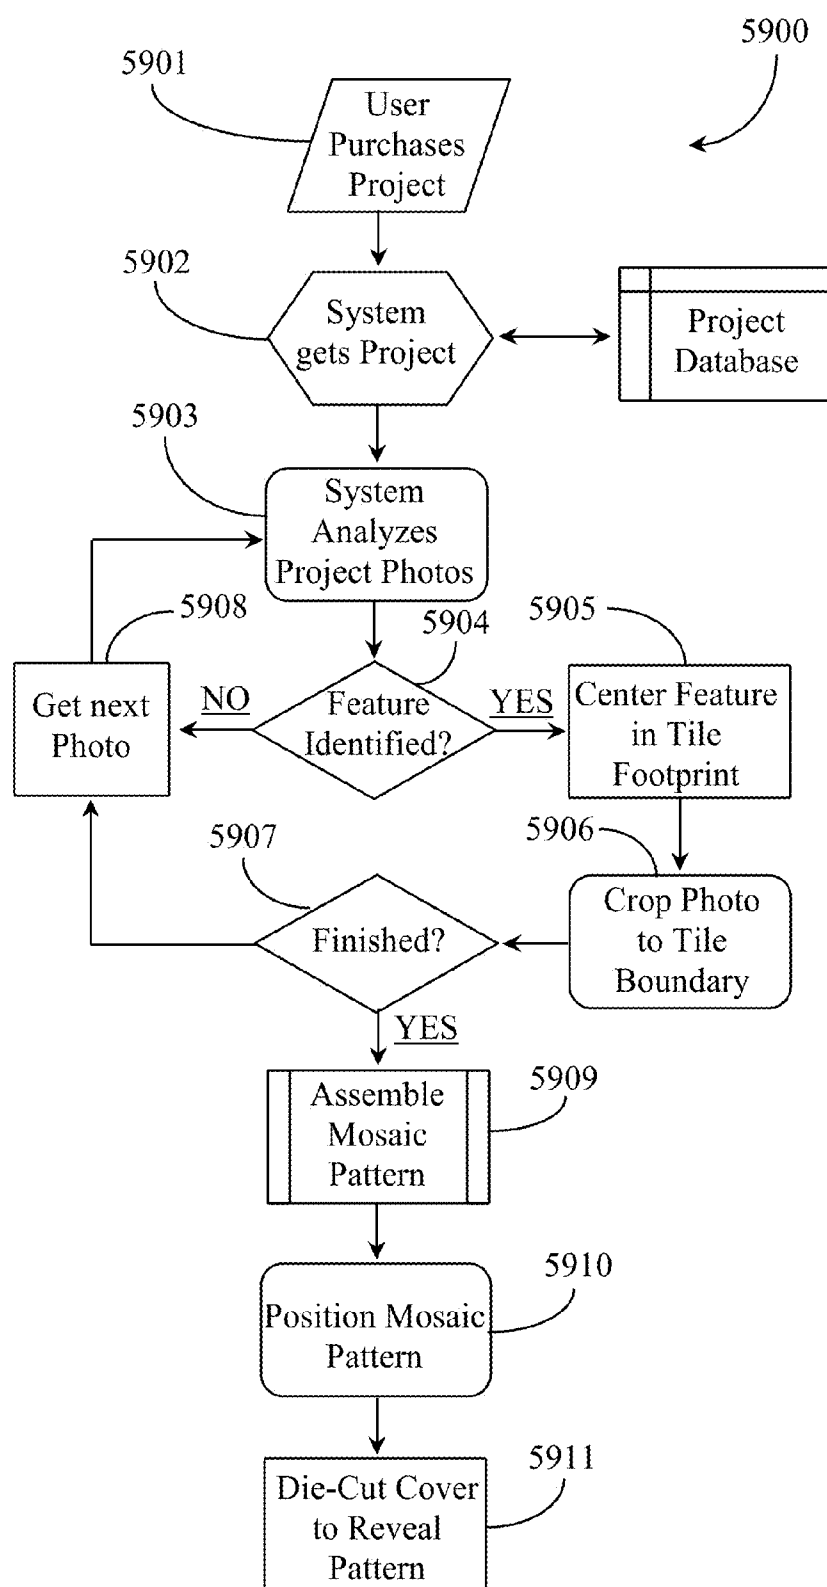 5900
5901
User
Purchases
Project
5902
System
gets Project
Project
Database
5903
System
Analyzes
Project Photos
5908
5904
5905
Get next
Photo
NO
Feature
Identified?
YES
Center Feature
in Tile
Footprint
5907
5906
Finished?
Crop Photo
to Tile
Boundary
YES
Assemble
Mosaic
Pattern
5909
5910
Position Mosaic
Pattern
5911
Die-Cut Cover
to Reveal
Pattern